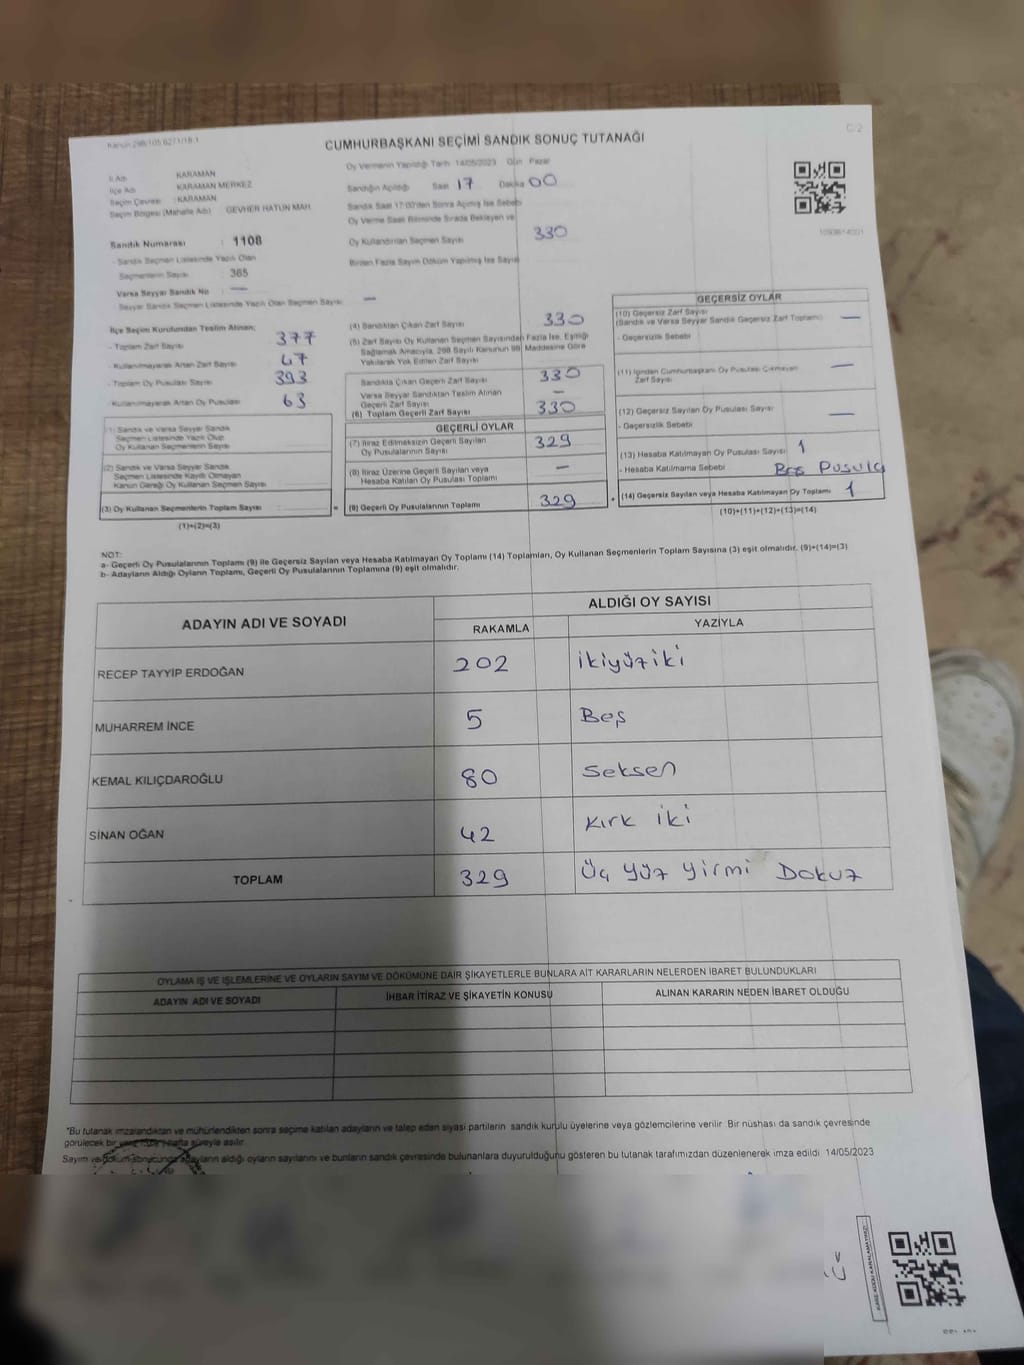 Kanun 298/105 6271/18-1
C-2
CUMHURBAŞKANI SEÇİMİ SANDIK SONUÇ TUTANAĞI
Oy Vermenin Yapıldığı Tarih 14/05/2023 Gün Pazar
İl Adı KARAMAN
İlçe Adı KARAMAN MERKEZ
Seçim Çevresi : KARAMAN
Seçim Bölgesi (Mahalle Adı) GEVHER HATUN MAH.
Sandığın Açıldığı Saat 17 Dakika 00
Sandık Saat 17:00'den Sonra Açılmış İse Sebebi
Oy Verme Saat Bitiminde Sırada Bekleyen ve
Oy Kullandırılan Seçmen Sayısı 330
Birden Fazla Sayım Döküm Yapılmış İse Sayısı
Sandık Numarası : 1108
- Sandık Seçmen Listesinde Yazılı Olan
Seçmenlerin Sayısı 365
Varsa Seyyar Sandık No : —
- Seyyar Sandık Seçmen Listesinde Yazılı Olan Seçmen Sayısı : —
İlçe Seçim Kurulundan Teslim Alınan;
- Toplam Zarf Sayısı 377
- Kullanılmayarak Artan Zarf Sayısı 47
- Toplam Oy Pusulası Sayısı 393
- Kullanılmayarak Artan Oy Pusulası 63
(1) Sandık ve Varsa Seyyar Sandık
Seçmen Listesinde Yazılı Olup
Oy Kullanan Seçmenlerin Sayısı
(2) Sandık ve Varsa Seyyar Sandık
Seçmen Listesinde Kayıtlı Olmayan
Kanun Gereği Oy Kullanan Seçmen Sayısı
(3) Oy Kullanan Seçmenlerin Toplam Sayısı =
(1)+(2)=(3)
(4) Sandıktan Çıkan Zarf Sayısı 330
(5) Zarf Sayısı Oy Kullanan Seçmen Sayısından Fazla İse, Eşitliği
Sağlamak Amacıyla, 298 Sayılı Kanunun 98. Maddesine Göre
Yakılarak Yok Edilen Zarf Sayısı
Sandıkta Çıkan Geçerli Zarf Sayısı 330
Varsa Seyyar Sandıktan Teslim Alınan
Geçerli Zarf Sayısı —
(6) Toplam Geçerli Zarf Sayısı 330
GEÇERLİ OYLAR
(7) İtiraz Edilmeksizin Geçerli Sayılan
Oy Pusulalarının Sayısı 329
(8) İtiraz Üzerine Geçerli Sayılan veya
Hesaba Katılan Oy Pusulası Toplamı —
(9) Geçerli Oy Pusulalarının Toplamı 329 +
GEÇERSİZ OYLAR
(10) Geçersiz Zarf Sayısı
(Sandık ve Varsa Seyyar Sandık Geçersiz Zarf Toplamı) —
- Geçersizlik Sebebi
(11) İçinden Cumhurbaşkanı Oy Pusulası Çıkmayan
Zarf Sayısı —
(12) Geçersiz Sayılan Oy Pusulası Sayısı —
- Geçersizlik Sebebi
(13) Hesaba Katılmayan Oy Pusulası Sayısı 1
- Hesaba Katılmama Sebebi Boş Pusula
(14) Geçersiz Sayılan veya Hesaba Katılmayan Oy Toplamı 1
(10)+(11)+(12)+(13)=(14)
NOT:
a- Geçerli Oy Pusulalarının Toplamı (9) ile Geçersiz Sayılan veya Hesaba Katılmayan Oy Toplamı (14) Toplamları, Oy Kullanan Seçmenlerin Toplam Sayısına (3) eşit olmalıdır. (9)+(14)=(3)
b- Adayların Aldığı Oyların Toplamı, Geçerli Oy Pusulalarının Toplamına (9) eşit olmalıdır.
ADAYIN ADI VE SOYADI
ALDIĞI OY SAYISI
RAKAMLA YAZIYLA
RECEP TAYYİP ERDOĞAN 202 ikiyüziki
MUHARREM İNCE 5 Beş
KEMAL KILIÇDAROĞLU 80 Seksen
SİNAN OĞAN 42 Kırk iki
TOPLAM 329 Üç yüz yirmi Dokuz
OYLAMA İŞ VE İŞLEMLERİNE VE OYLARIN SAYIM VE DÖKÜMÜNE DAİR ŞİKAYETLERLE BUNLARA AİT KARARLARIN NELERDEN İBARET BULUNDUKLARI
ADAYIN ADI VE SOYADI İHBAR İTİRAZ VE ŞİKAYETİN KONUSU ALINAN KARARIN NEDEN İBARET OLDUĞU
"Bu tutanak imzalandıktan ve mühürlendikten sonra seçime katılan adayların ve talep eden siyasi partilerin sandık kurulu üyelerine veya gözlemcilerine verilir. Bir nüshası da sandık çevresinde
görülecek bir yere hafta süreyle asılır.
Sayım ve döküm sonucunda adayların aldığı oyların sayılarını ve bunların sandık çevresinde bulunanlara duyurulduğunu gösteren bu tutanak tarafımızdan düzenlenerek imza edildi. 14/05/2023